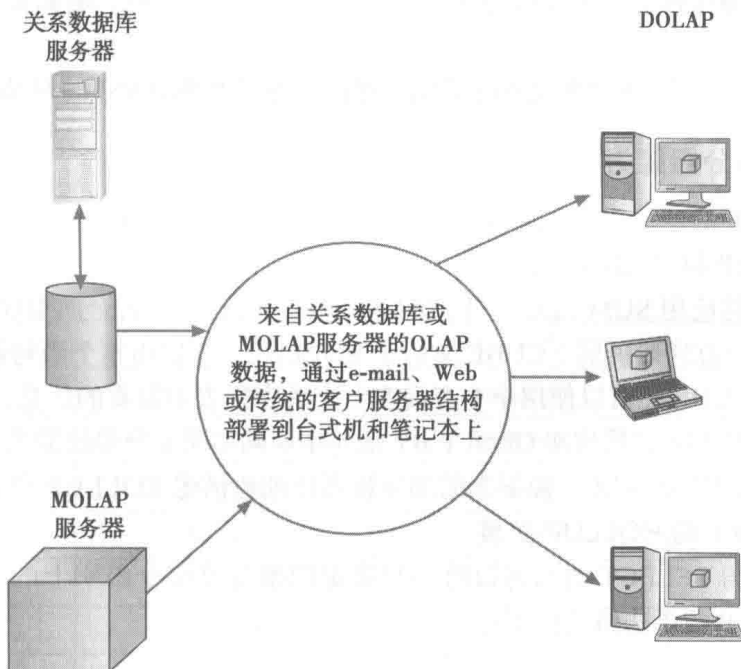 关系数据库
服务器
DOLAP
来自关系数据库或
MOLAP服务器的OLAP
数据，通过e-mail、Web
或传统的客户服务器结构
部署到台式机和笔记本上
MOLAP
服务器